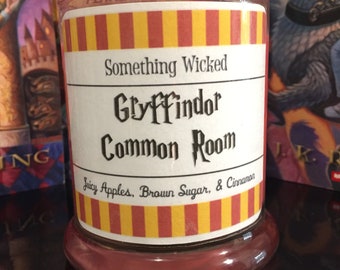 Something Wicked
Gryffindor
Common Room
Juicy Apples, Brown Sugar, & Cinnamon